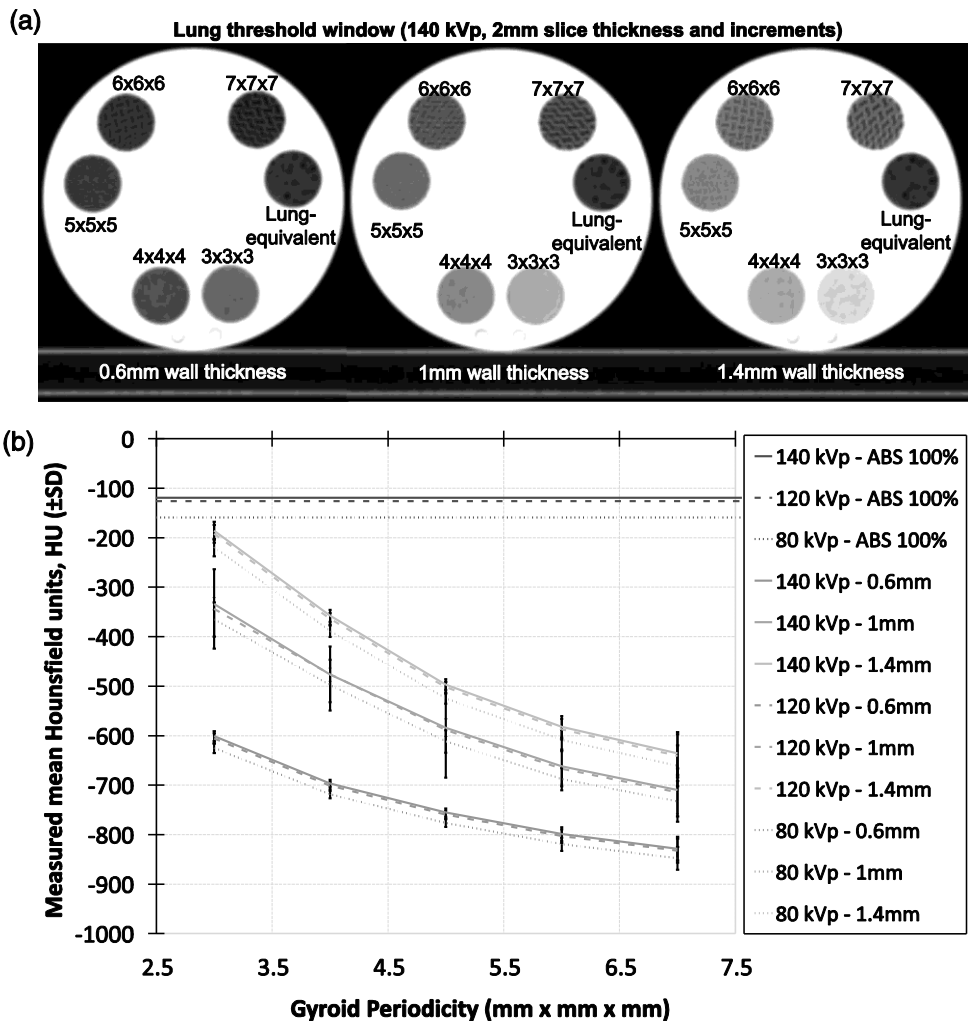 (a)
Lung threshold window (140 kVp, 2mm slice thickness and increments)
6x6x6 7x7x7
5x5x5
Lung-
equivalent
4x4x4 3x3x3
0.6mm wall thickness
6x6x6 7x7x7
5x5x5
Lung-
equivalent
4x4x4 3x3x3
1mm wall thickness
6x6x6 7x7x7
5x5x5
Lung-
equivalent
4x4x4 3x3x3
1.4mm wall thickness
(b)
Measured mean Hounsfield units, HU (±SD)
0
-100
-200
-300
-400
-500
-600
-700
-800
-900
-1000
2.5 3.5 4.5 5.5 6.5 7.5
Gyroid Periodicity (mm x mm x mm)
140 kVp - ABS 100%
120 kVp - ABS 100%
80 kVp - ABS 100%
140 kVp - 0.6mm
140 kVp - 1mm
140 kVp - 1.4mm
120 kVp - 0.6mm
120 kVp - 1mm
120 kVp - 1.4mm
80 kVp - 0.6mm
80 kVp - 1mm
80 kVp - 1.4mm